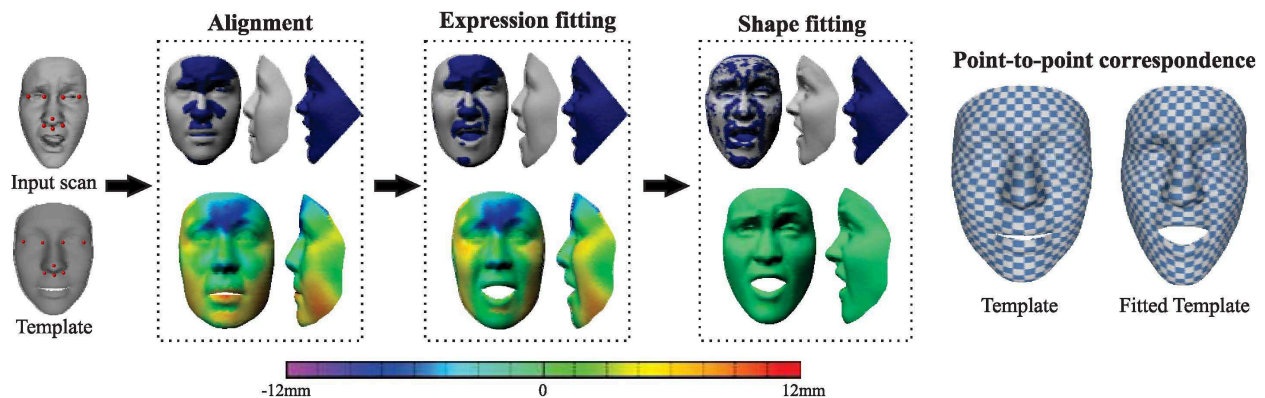 Alignment
Expression fitting
Shape fitting
Point-to-point correspondence
Input scan
Template
Template
Fitted Template
-12mm
0
12mm